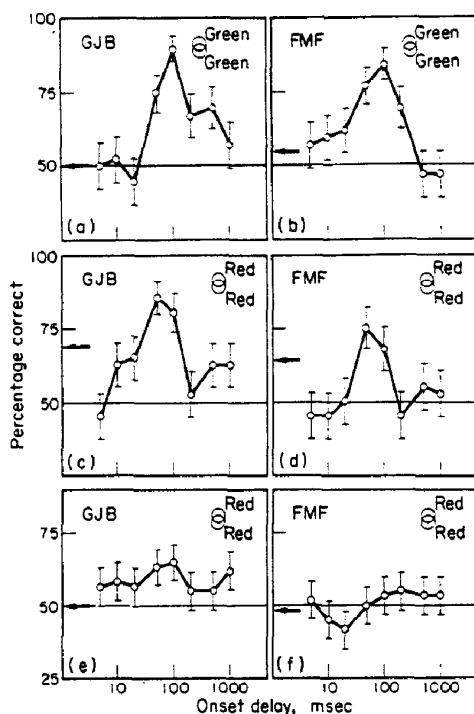 100
GJB
Green
Green
FMF
Green
Green
75
50
(a)
(b)
100
GJB
Red
Red
FMF
Red
Red
75
50
(c)
(d)
Percentage correct
GJB
Red
Red
FMF
Red
Red
75
50
25
(e)
(f)
10 100 1000
10 100 1000
Onset delay, msec